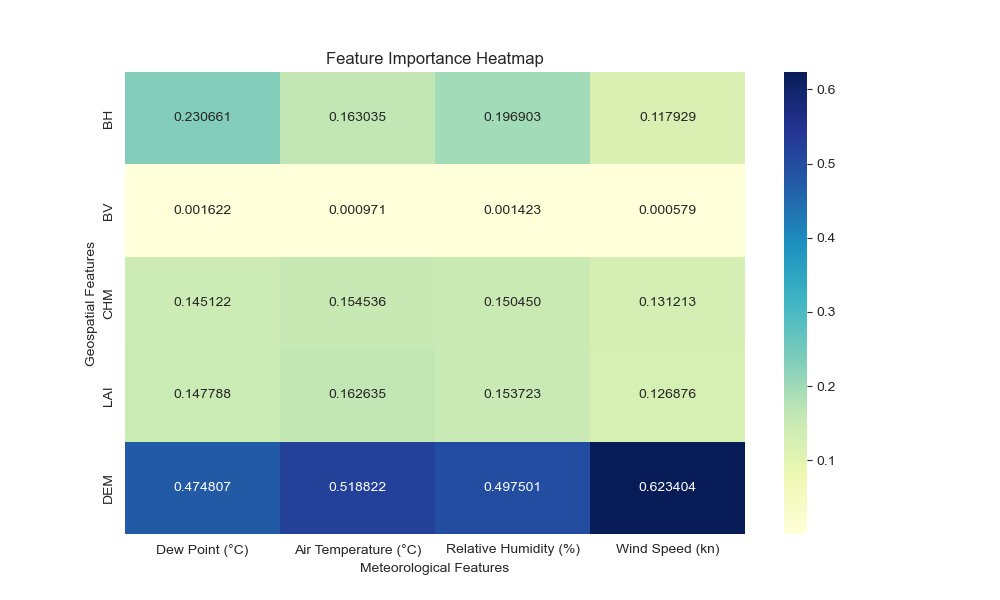 Feature Importance Heatmap
BH 0.230661 0.163035 0.196903 0.117929
BV 0.001622 0.000971 0.001423 0.000579
CHM 0.145122 0.154536 0.150450 0.131213
LAI 0.147788 0.162635 0.153723 0.126876
DEM 0.474807 0.518822 0.497501 0.623404
Geospatial Features
Dew Point (°C) Air Temperature (°C) Relative Humidity (%) Wind Speed (kn)
Meteorological Features
0.6
0.5
0.4
0.3
0.2
0.1